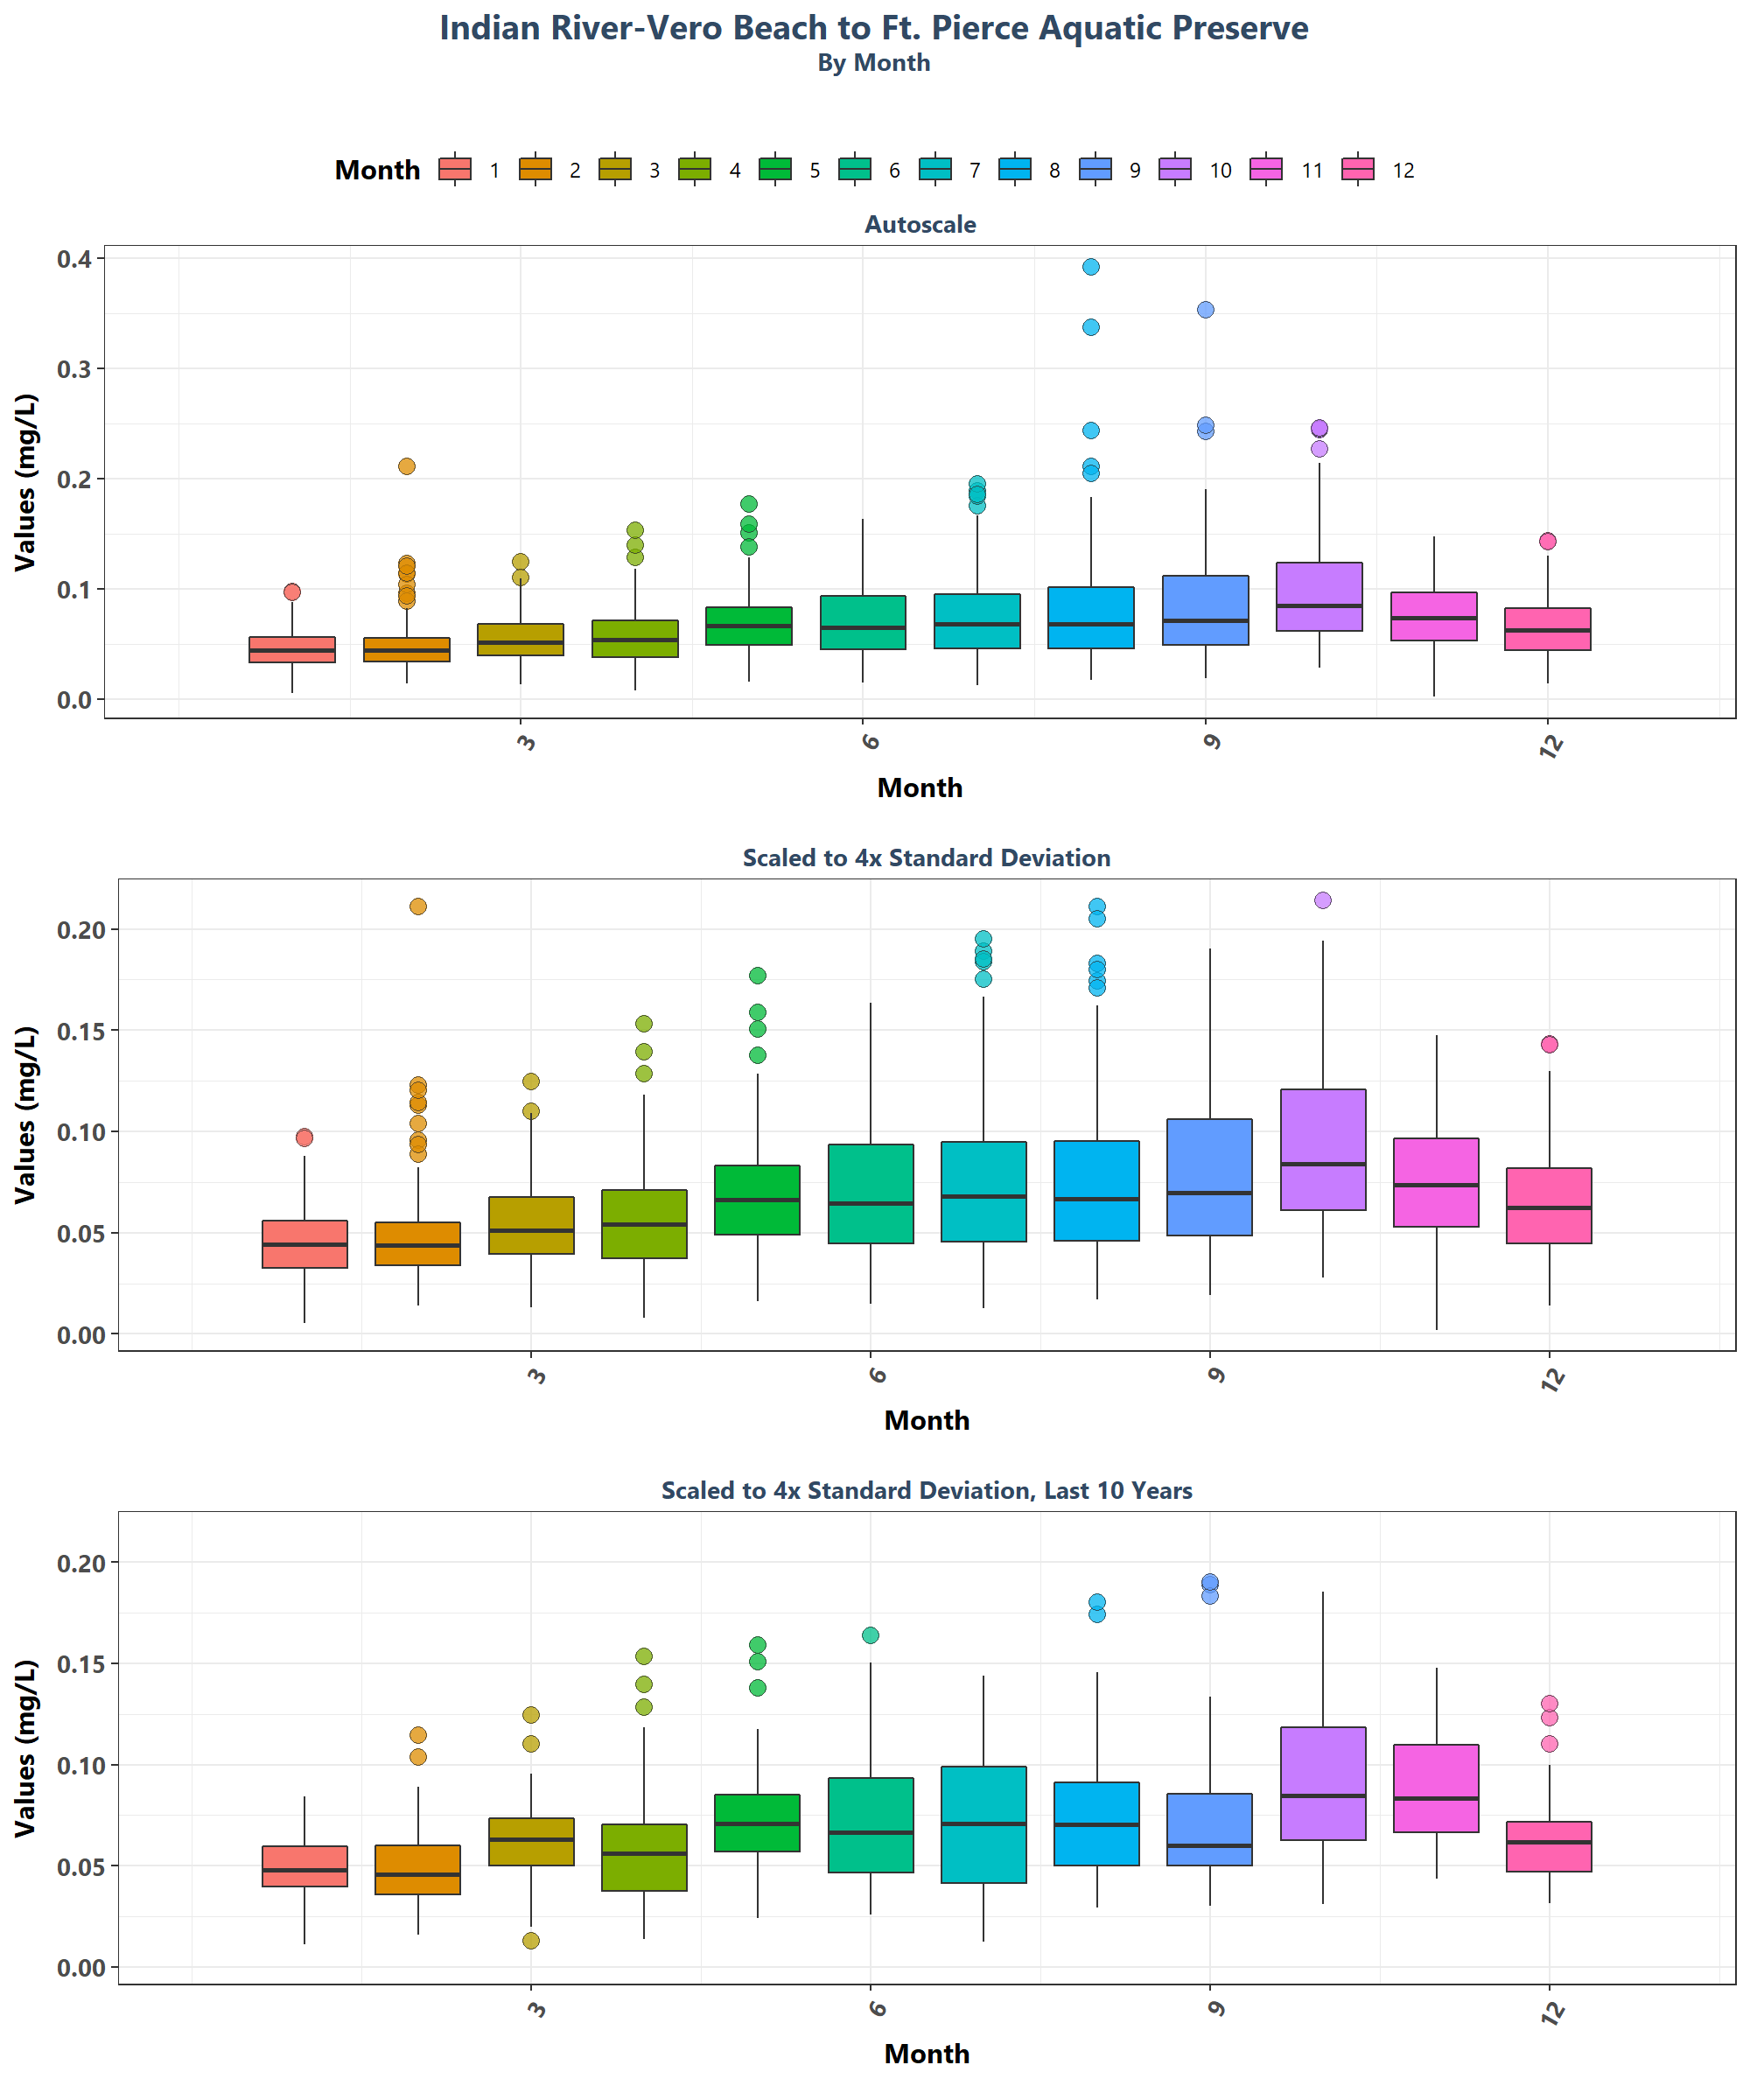 Indian River-Vero Beach to Ft. Pierce Aquatic Preserve
By Month
Month 1 2 3 4 5 6 7 8 9 10 11 12
Autoscale
Values (mg/L)
0.4
0.3
0.2
0.1
0.0
3 6 9 12
Month
Scaled to 4x Standard Deviation
Values (mg/L)
0.20
0.15
0.10
0.05
0.00
3 6 9 12
Month
Scaled to 4x Standard Deviation, Last 10 Years
Values (mg/L)
0.20
0.15
0.10
0.05
0.00
3 6 9 12
Month